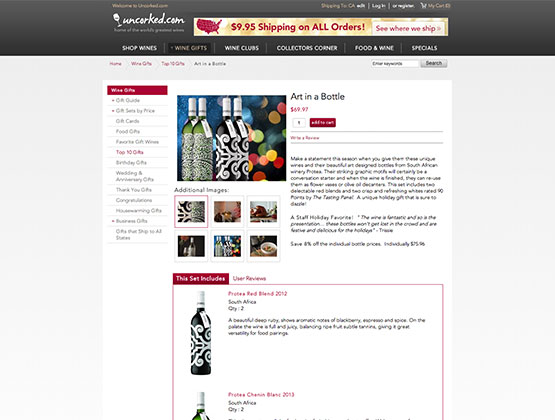 Welcome to Uncorked.com
Shipping To: CA edit | Log In or register. My Cart (0)
uncorked.com
home of the world's greatest wines
$9.95 Shipping on ALL Orders! See where we ship >
SHOP WINES WINE GIFTS WINE CLUBS COLLECTORS CORNER FOOD & WINE SPECIALS
Home Wine Gifts Top 10 Gifts Art in a Bottle
Enter keywords Search
Wine Gifts
+ Gift Guide
+ Gift Sets by Price
Gift Cards
Food Gifts
Favorite Gift Wines
Top 10 Gifts
Birthday Gifts
Wedding &
Anniversary Gifts
Thank You Gifts
Congratulations
Housewarming Gifts
+ Business Gifts
Gifts that Ship to All
States
Additional Images:
Art in a Bottle
$69.97
1 add to cart
Write a Review
Make a statement this season when you give them these unique
wines and their beautiful art designed bottles from South African
winery Protea. Their striking graphic motifs will certainly be a
conversation starter and when the wine is finished, they can re-use
them as flower vases or olive oil decanters. This set includes two
delectable red blends and two crisp and refreshing whites rated 90
Points by The Tasting Panel! A unique holiday gift that is sure to
dazzle!
A Staff Holiday Favorite! "The wine is fantastic and so is the
presentation... these bottles won't get lost in the crowd and are
festive and delicious for the holidays" - Trissie.
Save 8% off the individual bottle prices. Individually $75.96
This Set Includes User Reviews
Protea Red Blend 2012
South Africa
Qty : 2
A beautiful deep ruby, shows aromatic notes of blackberry, espresso and spice. On the
palate the wine is full and juicy, balancing ripe fruit subtle tannins, giving it great
versatility for food pairings.
Protea Chenin Blanc 2013
South Africa
Qty : 2